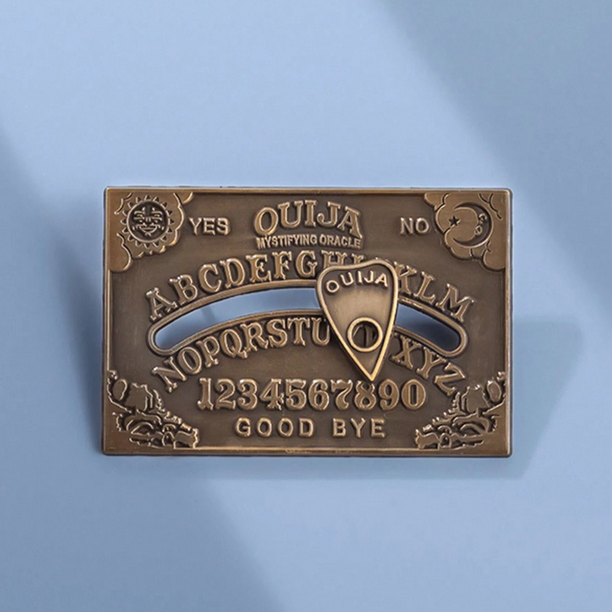 YES OUIJA NO
MYSTIFYING ORACLE
ABCDEFGH KLM
OUIJA
NOPQRSTU XYZ
1234567890
GOOD BYE